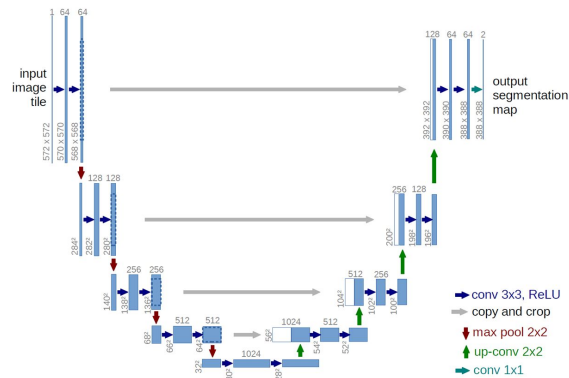 1 64 64
128 64 64 2
input
image
tile
output
segmentation
map
572 x 572
570 x 570
568 x 568
392 x 392
390 x 390
388 x 388
388 x 388
128 128
256 128
284²
282²
280²
200²
198²
196²
256 256
512 256
140²
138²
136²
104²
102²
100²
512 512
1024 512
68²
66²
64²
56²
54²
52²
1024
32²
conv 3x3, ReLU
copy and crop
max pool 2x2
up-conv 2x2
conv 1x1